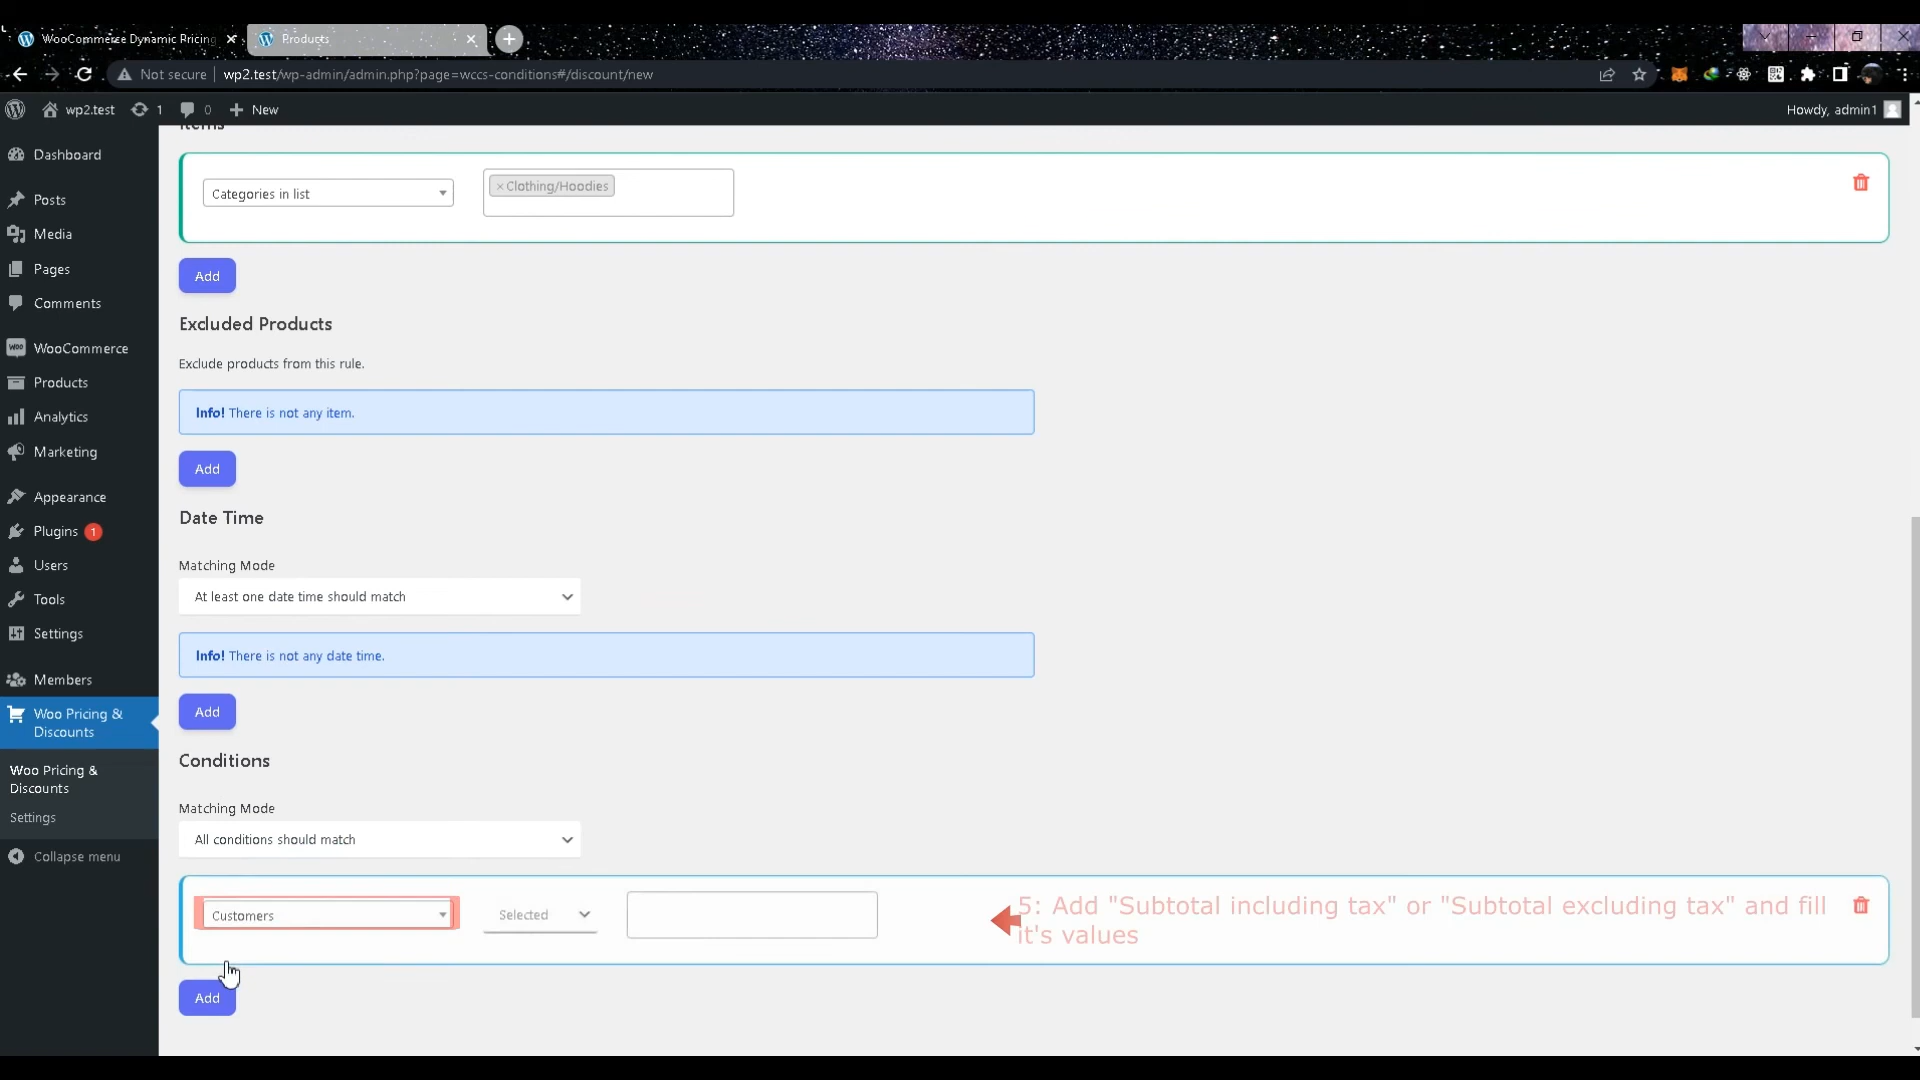 WooCommerce Dynamic Pricing
Products
Not secure
wp2.test/wp-admin/admin.php?page=wccs-conditions#/discount/new
wp2.test
1
0
New
Howdy, admin1
Items
Dashboard
Categories in list
×Clothing/Hoodies
Posts
Media
Pages
Add
Comments
Excluded Products
WooCommerce
WOO
Exclude products from this rule.
Products
Analytics
Info! There is not any item.
Marketing
Add
Appearance
Date Time
Plugins 1
Users
Matching Mode
Tools
At least one date time should match
Settings
Info! There is not any date time.
Members
Woo Pricing &
Discounts
Add
Conditions
Woo Pricing &
Discounts
Matching Mode
Settings
All conditions should match
Collapse menu
Customers
Selected
5: Add "Subtotal including tax" or "Subtotal excluding tax" and fill
it's values
Add